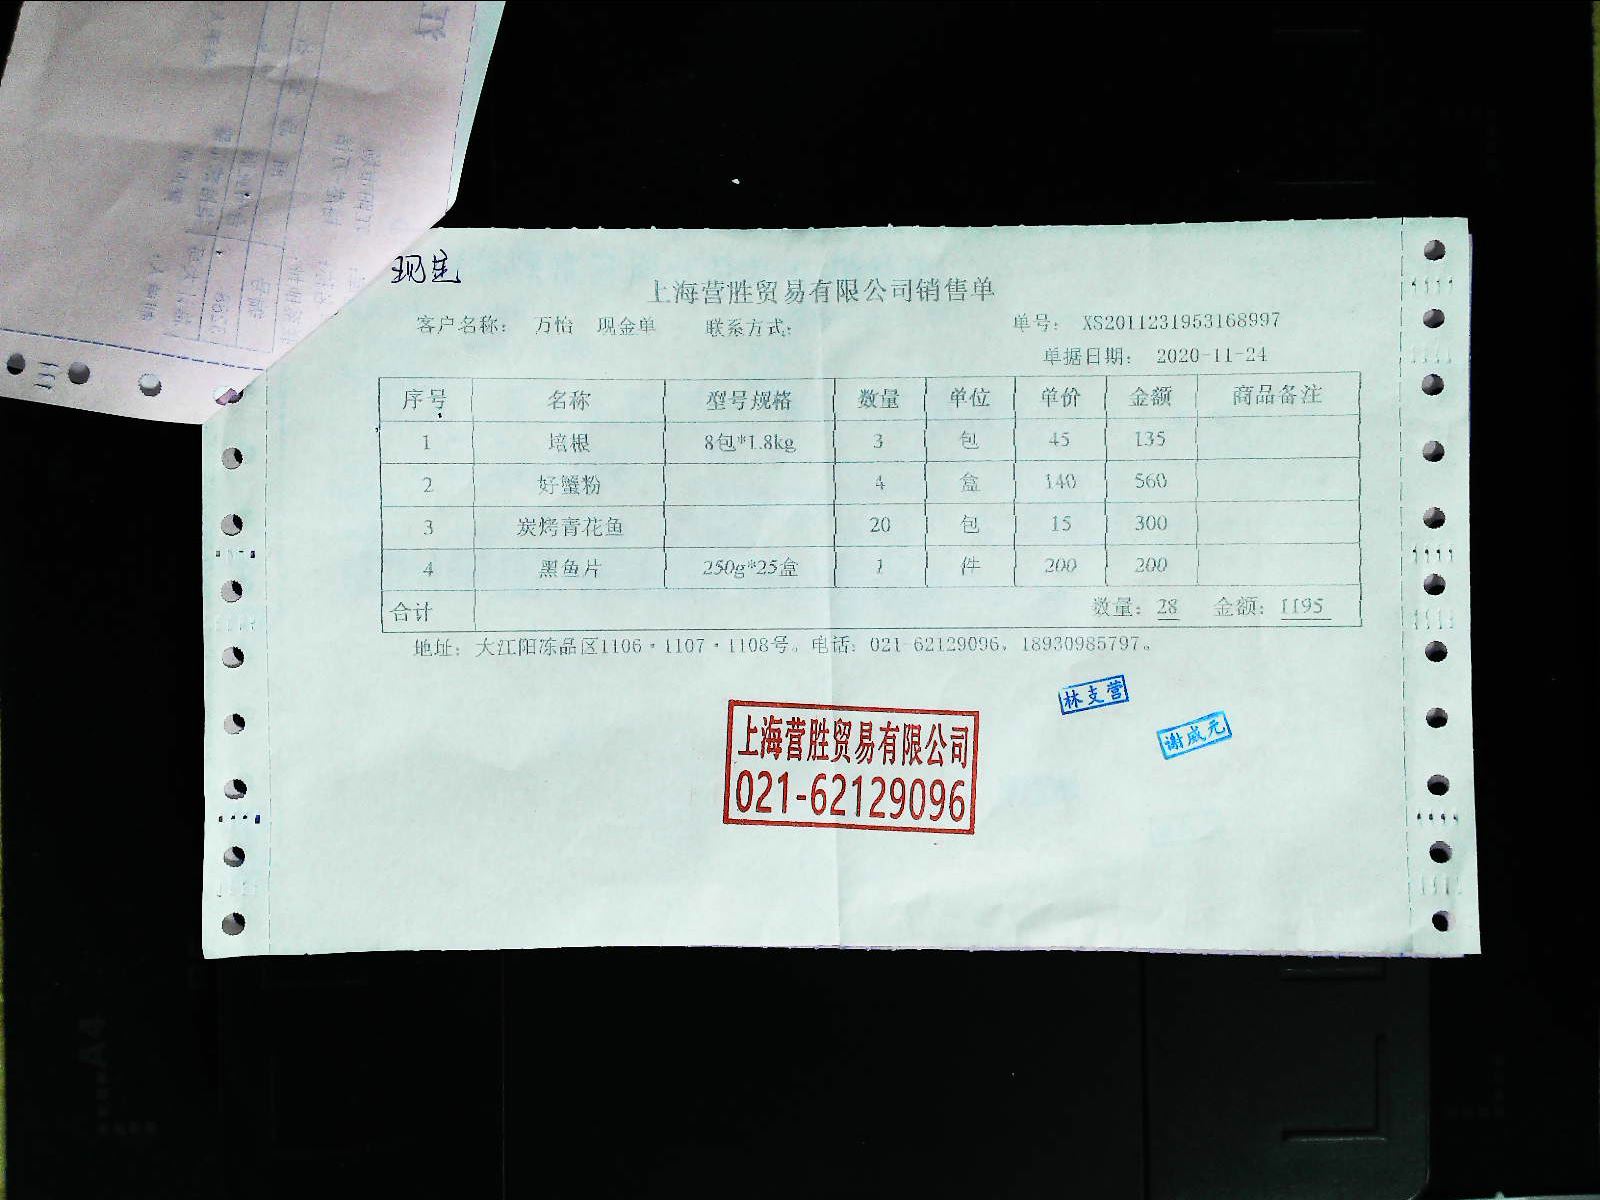 现金
上海营胜贸易有限公司销售单
客户名称： 万怡 现金单 联系方式: 单号： XS2011231953168997
单据日期： 2020-11-24
序号 名称 型号规格 数量 单位 单价 金额 商品备注
1 培根 8包*1.8kg 3 包 45 135
2 好蟹粉 4 盒 140 560
3 炭烤青花鱼 20 包 15 300
4 黑鱼片 250g*25盒 1 件 200 200
合计 数量：28 金额：1195
地址： 大江阳冻品区1106·1107·1108号。电话：021-62129096，18930985797。
林支营
谢威元
上海营胜贸易有限公司
021-62129096